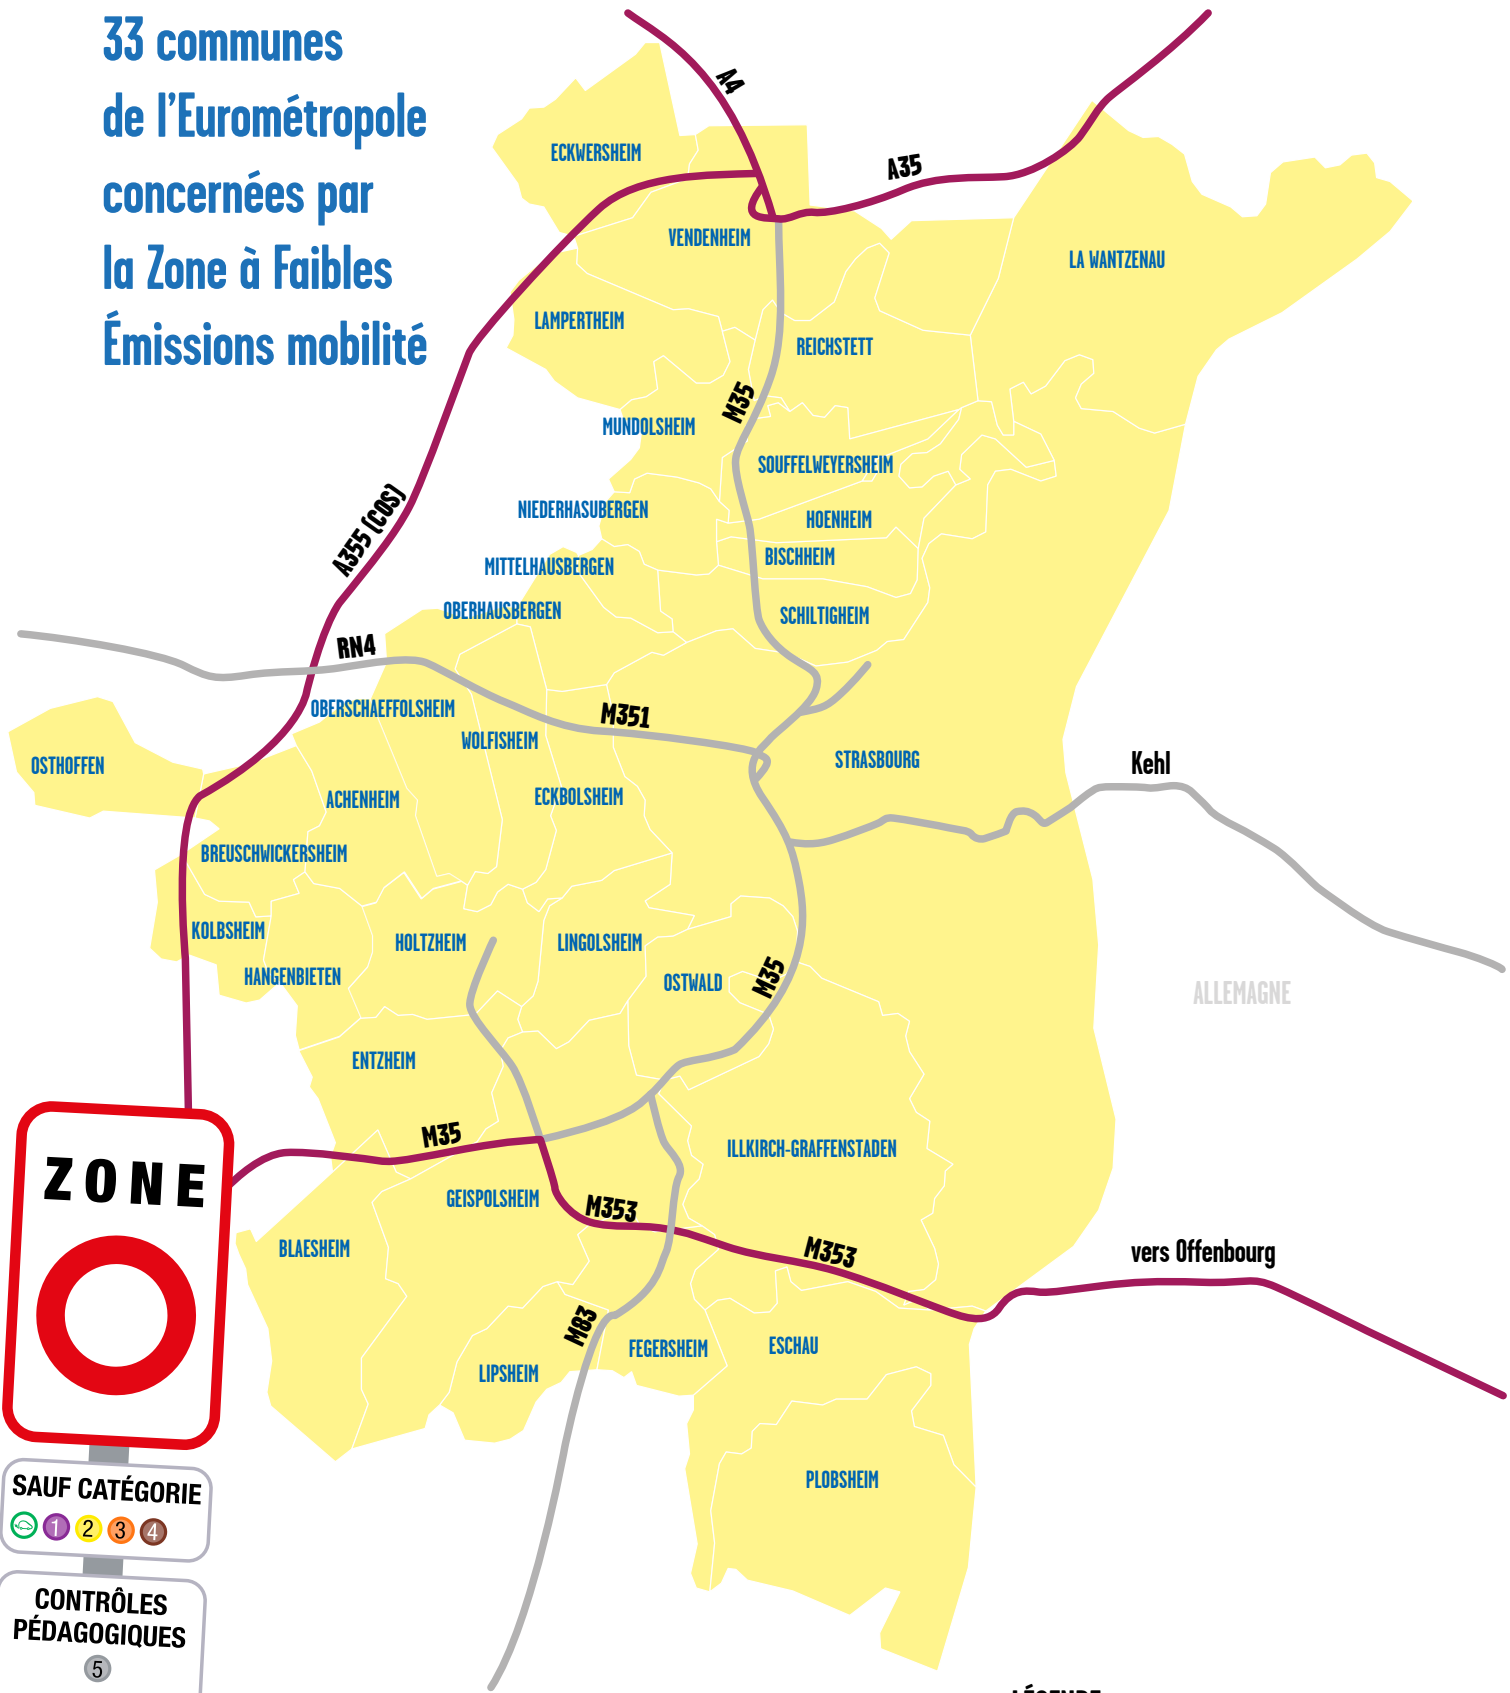 33 communes
de l'Eurométropole
concernées par
la Zone à Faibles
Émissions mobilité
A4
A35
ECKWERSHEIM
VENDENHEIM
LA WANTZENAU
LAMPERTHEIM
REICHSTETT
M35
MUNDOLSHEIM
SOUFFELWEYERSHEIM
NIEDERHASUBERGEN
HOENHEIM
A355 (COS)
BISCHHEIM
MITTELHAUSBERGEN
OBERHAUSBERGEN
SCHILTIGHEIM
RN4
OBERSCHAEFFOLSHEIM
M351
WOLFISHEIM
STRASBOURG
Kehl
OSTHOFFEN
ACHENHEIM
ECKBOLSHEIM
BREUSCHWICKERSHEIM
KOLBSHEIM
HOLTZHEIM
LINGOLSHEIM
HANGENBIETEN
OSTWALD
M35
ALLEMAGNE
ENTZHEIM
M35
ILLKIRCH-GRAFFENSTADEN
GEISPOLSHEIM
M353
BLAESHEIM
M353
vers Offenbourg
M83
FEGERSHEIM
ESCHAU
LIPSHEIM
PLOBSHEIM
ZONE
SAUF CATÉGORIE
1 2 3 4
CONTRÔLES
PÉDAGOGIQUES
5
LÉGENDE